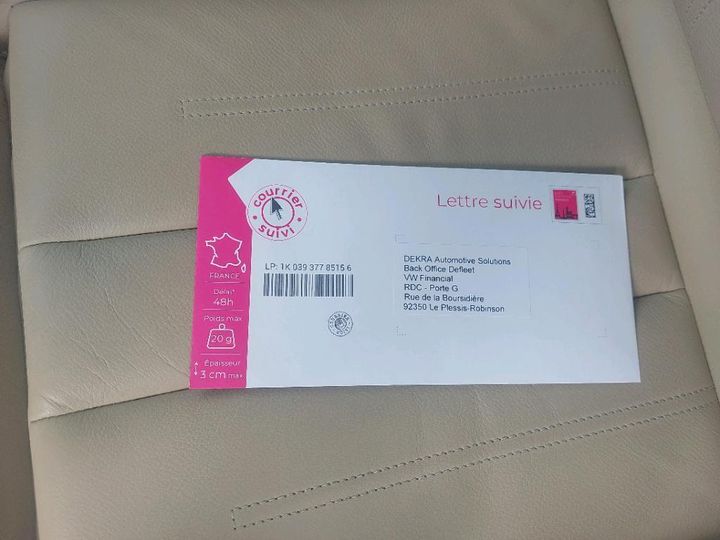 courrier
suivi
Lettre suivie
FRANCE
Délai*
48h
Poids max
20 g
Épaisseur
3 cm max
LP: 1K 039 377 8515 6
DEKRA Automotive Solutions
Back Office Defleet
VW Financial
RDC - Porte G
Rue de la Boursidière
92350 Le Plessis-Robinson